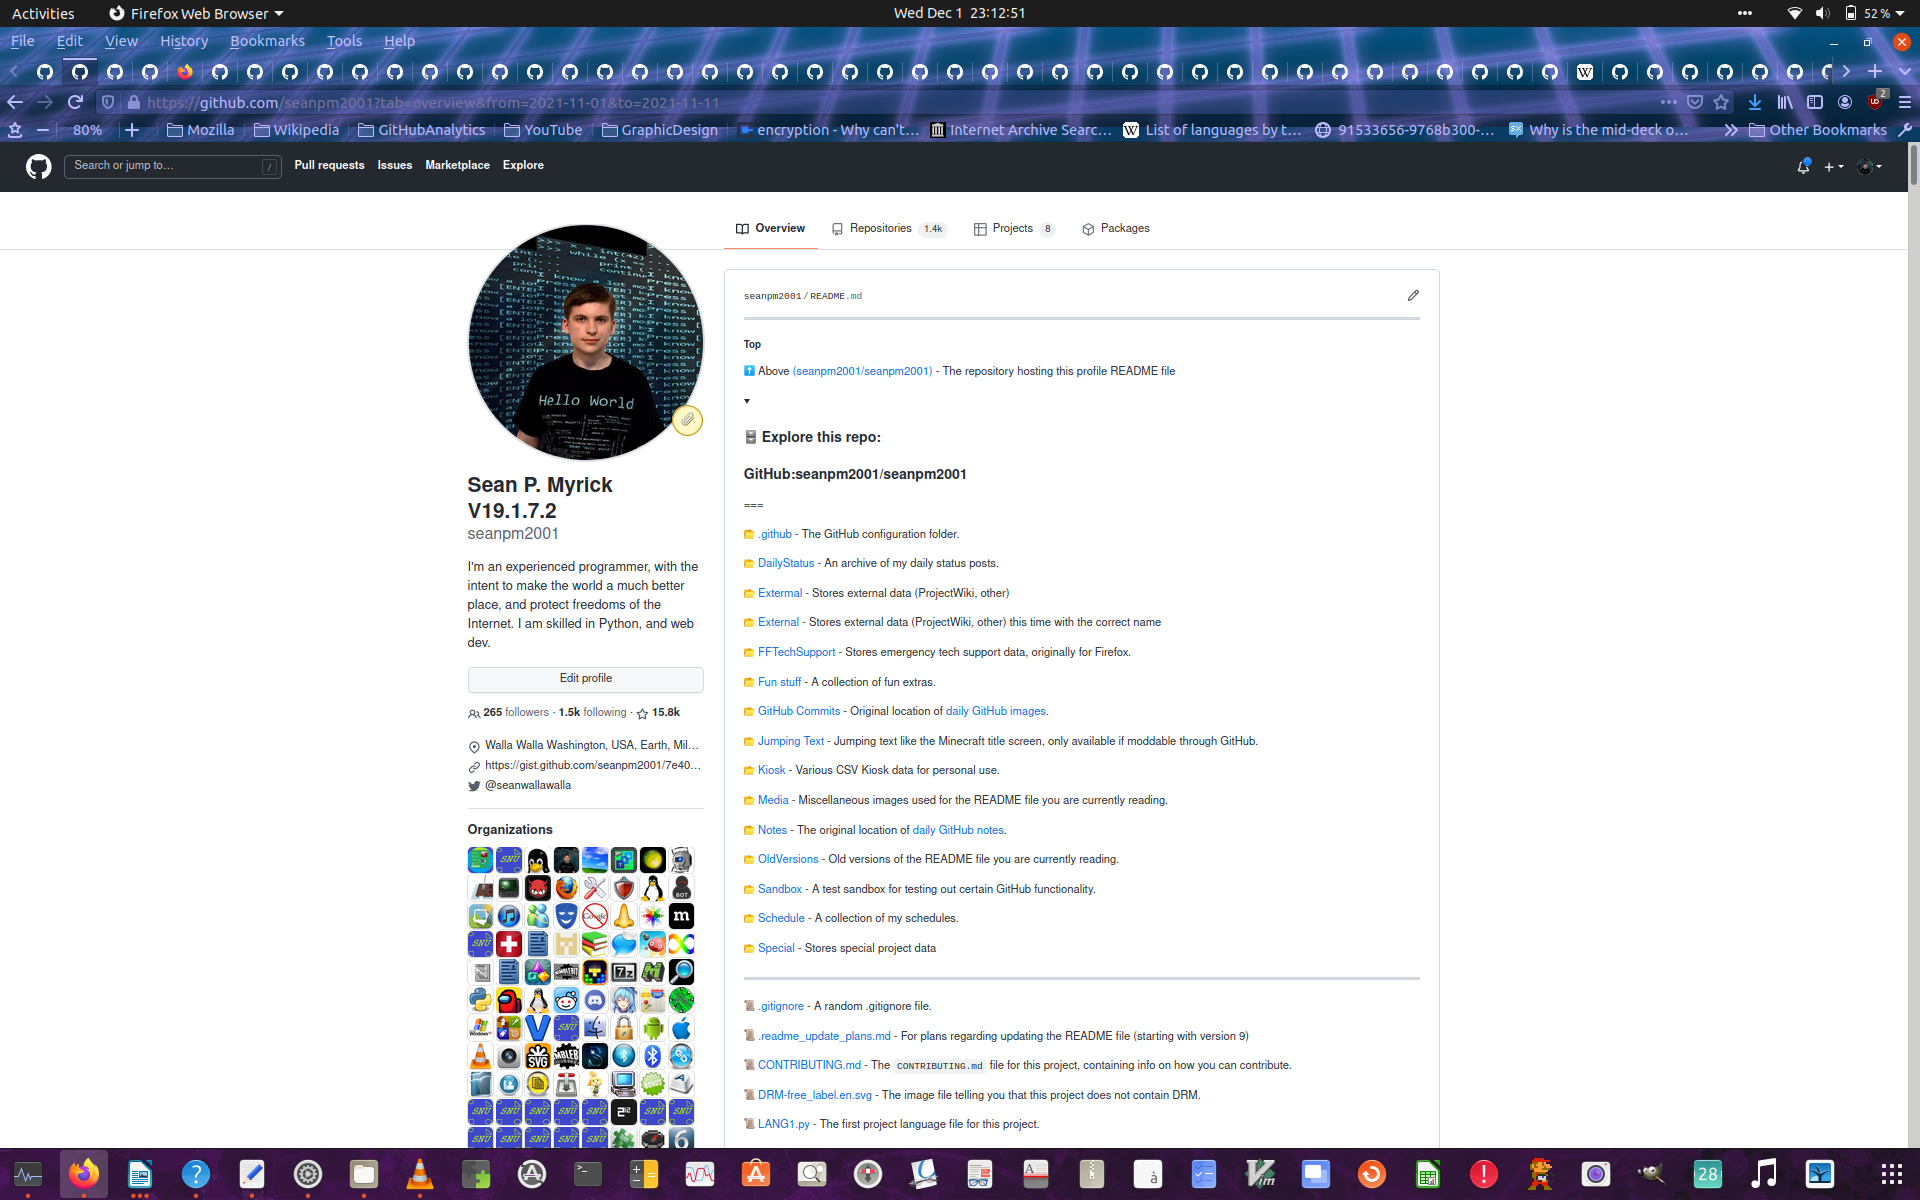 Activities
Firefox Web Browser
Wed Dec 1 23:12:51
52 %
File Edit View History Bookmarks Tools Help
https://github.com/seanpm2001?tab=overview&from=2021-11-01&to=2021-11-11
2
80%
Mozilla
Wikipedia
GitHubAnalytics
YouTube
GraphicDesign
encryption - Why can't…
Internet Archive Searc…
List of languages by t…
91533656-9768b300-…
Why is the mid-deck o…
Other Bookmarks
Search or jump to…
/
Pull requests
Issues
Marketplace
Explore
Overview
Repositories 1.4k
Projects 8
Packages
Hello World
Sean P. Myrick
V19.1.7.2
seanpm2001
I'm an experienced programmer, with the
intent to make the world a much better
place, and protect freedoms of the
Internet. I am skilled in Python, and web
dev.
Edit profile
265 followers · 1.5k following · 15.8k
Walla Walla Washington, USA, Earth, Mil…
https://gist.github.com/seanpm2001/7e40…
@seanwallawalla
Organizations
seanpm2001/README.md
Top
Above (seanpm2001/seanpm2001) - The repository hosting this profile README file
Explore this repo:
GitHub:seanpm2001/seanpm2001
===
.github - The GitHub configuration folder.
DailyStatus - An archive of my daily status posts.
Extermal - Stores external data (ProjectWiki, other)
External - Stores external data (ProjectWiki, other) this time with the correct name
FFTechSupport - Stores emergency tech support data, originally for Firefox.
Fun stuff - A collection of fun extras.
GitHub Commits - Original location of daily GitHub images.
Jumping Text - Jumping text like the Minecraft title screen, only available if moddable through GitHub.
Kiosk - Various CSV Kiosk data for personal use.
Media - Miscellaneous images used for the README file you are currently reading.
Notes - The original location of daily GitHub notes.
OldVersions - Old versions of the README file you are currently reading.
Sandbox - A test sandbox for testing out certain GitHub functionality.
Schedule - A collection of my schedules.
Special - Stores special project data
.gitignore - A random .gitignore file.
.readme_update_plans.md - For plans regarding updating the README file (starting with version 9)
CONTRIBUTING.md - The CONTRIBUTING.md file for this project, containing info on how you can contribute.
DRM-free_label.en.svg - The image file telling you that this project does not contain DRM.
LANG1.py - The first project language file for this project.
28